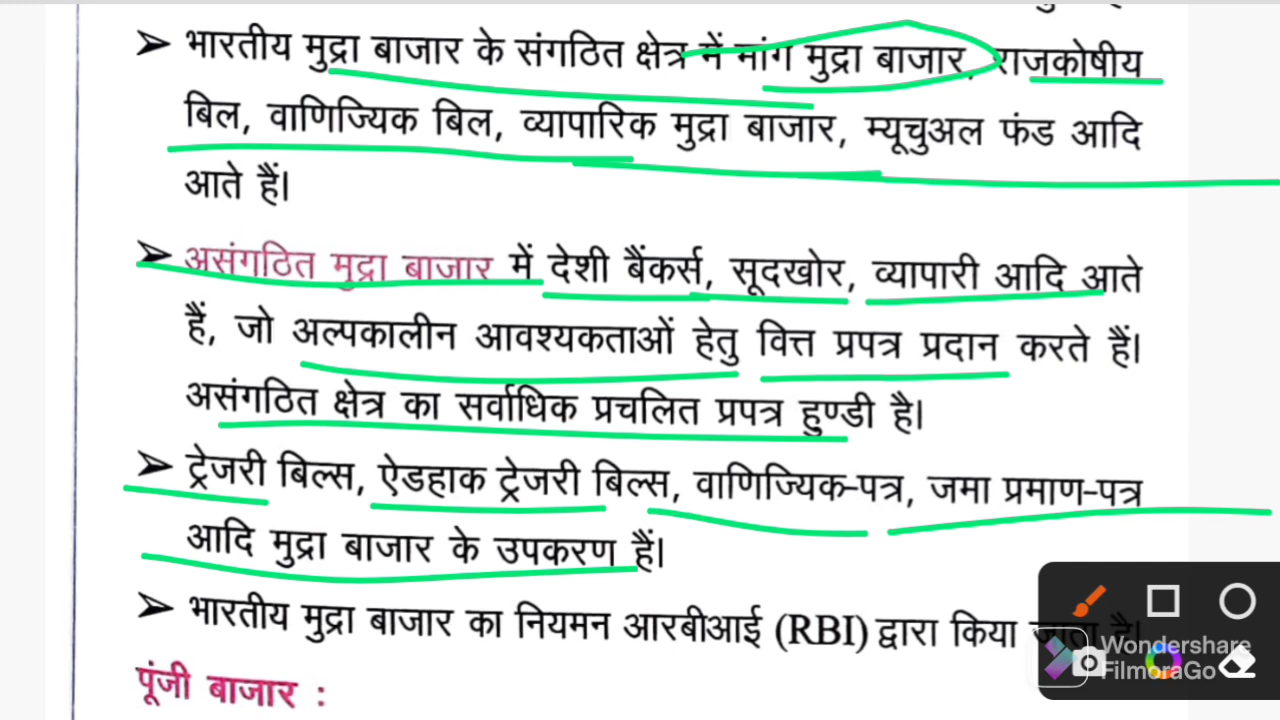 ➢ भारतीय मुद्रा बाजार के संगठित क्षेत्र में मांग मुद्रा बाजार, राजकोषीय
बिल, वाणिज्यिक बिल, व्यापारिक मुद्रा बाजार, म्यूचुअल फंड आदि
आते हैं।
➢ असंगठित मुद्रा बाजार में देशी बैंकर्स, सूदखोर, व्यापारी आदि आते
हैं, जो अल्पकालीन आवश्यकताओं हेतु वित्त प्रपत्र प्रदान करते हैं।
असंगठित क्षेत्र का सर्वाधिक प्रचलित प्रपत्र हुण्डी है।
➢ ट्रेजरी बिल्स, ऐडहाक ट्रेजरी बिल्स, वाणिज्यिक-पत्र, जमा प्रमाण-पत्र
आदि मुद्रा बाजार के उपकरण हैं।
➢ भारतीय मुद्रा बाजार का नियमन आरबीआई (RBI) द्वारा किया जाता है।
पूंजी बाजार :
Wondershare
FilmoraGo